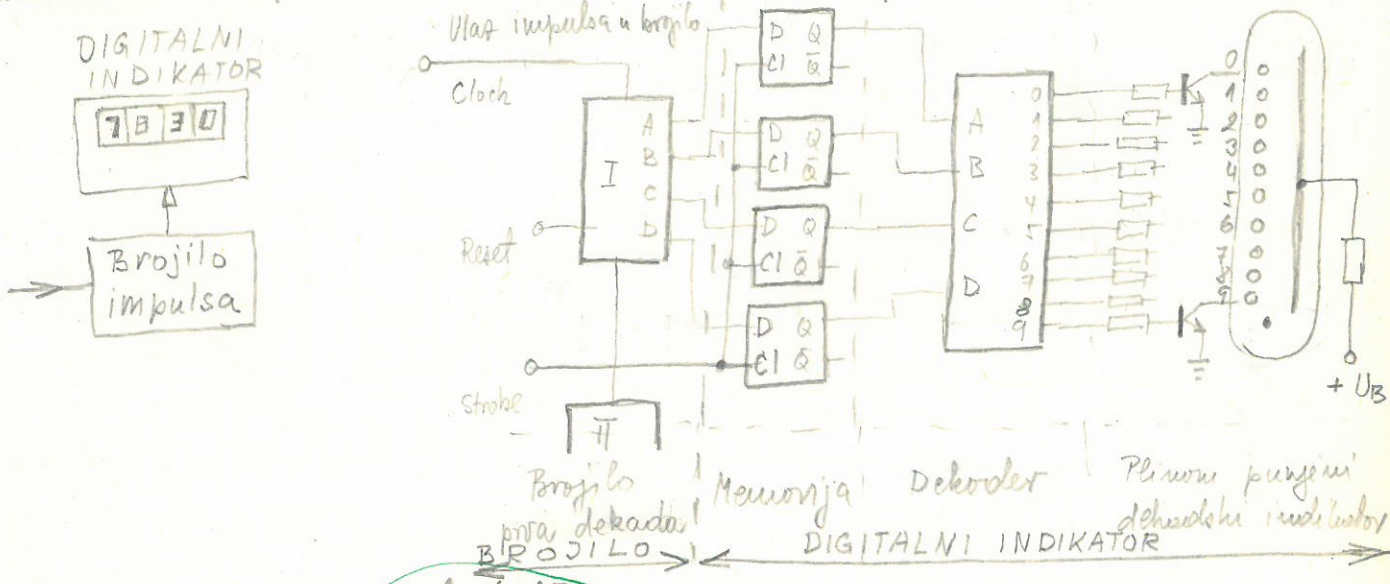 DIGITALNI
INDIKATOR
7 8 3 0
Brojilo
impulsa
Ulaz impulsa u brojilo
Clock
Reset
Strobe
I
A
B
C
D
II
D Q
Cl Q̅
D Q
Cl Q̅
D Q
Cl Q̅
D Q
Cl Q̅
A
B
C
D
0
1
2
3
4
5
6
7
8
9
0
1
2
3
4
5
6
7
8
9
+ UB
Brojilo
prva dekada
Memorija
Dekoder
Plinom punjeni
dekadski indikator
BROJILO
DIGITALNI INDIKATOR